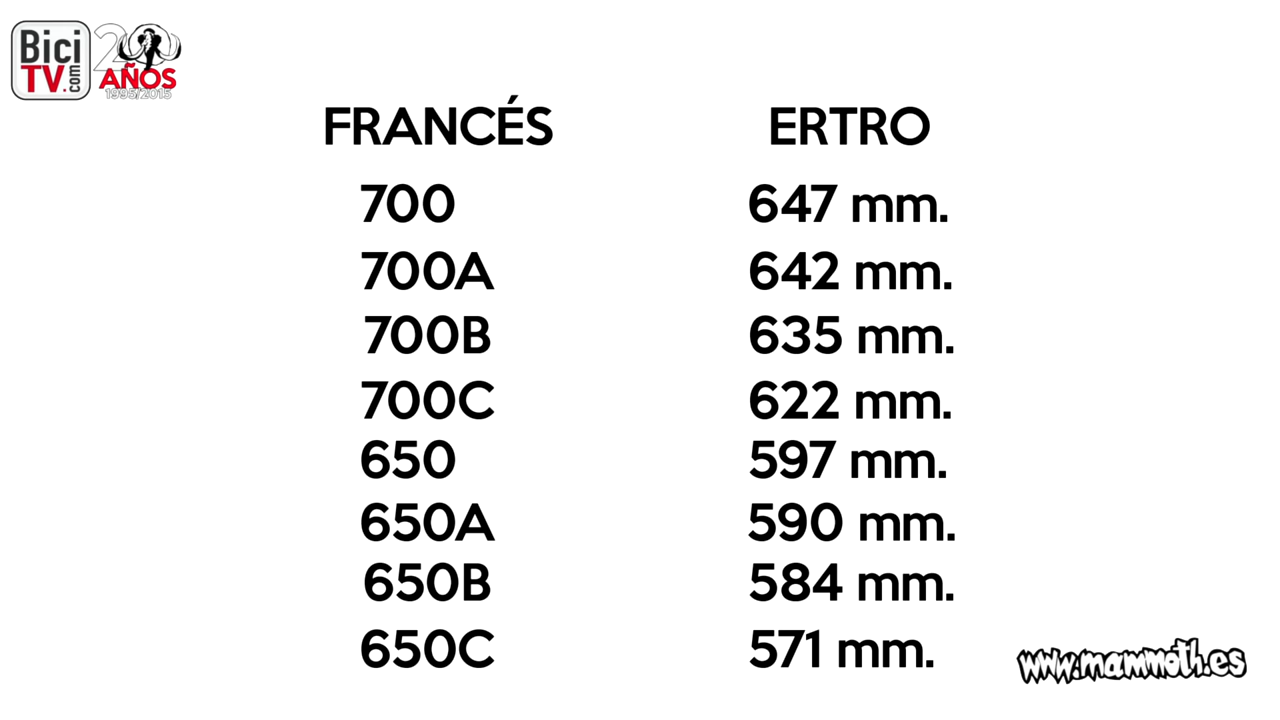 Bici
TV.com
20
AÑOS
1995/2015
FRANCÉS ERTRO
700 647 mm.
700A 642 mm.
700B 635 mm.
700C 622 mm.
650 597 mm.
650A 590 mm.
650B 584 mm.
650C 571 mm.
www.mammoth.es